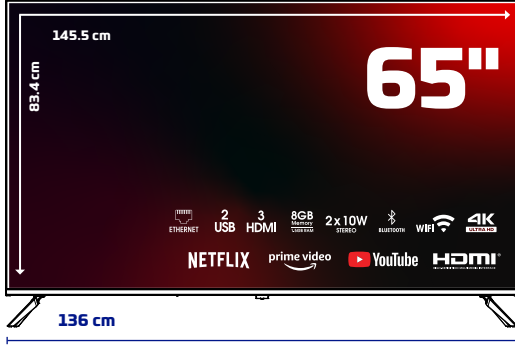 145.5 cm
83.4 cm
65"
ETHERNET
2 USB
3 HDMI
8GB Memory
2x10W STEREO
BLUETOOTH
WiFi
4K ULTRA HD
NETFLIX
prime video
YouTube
HDMI
136 cm